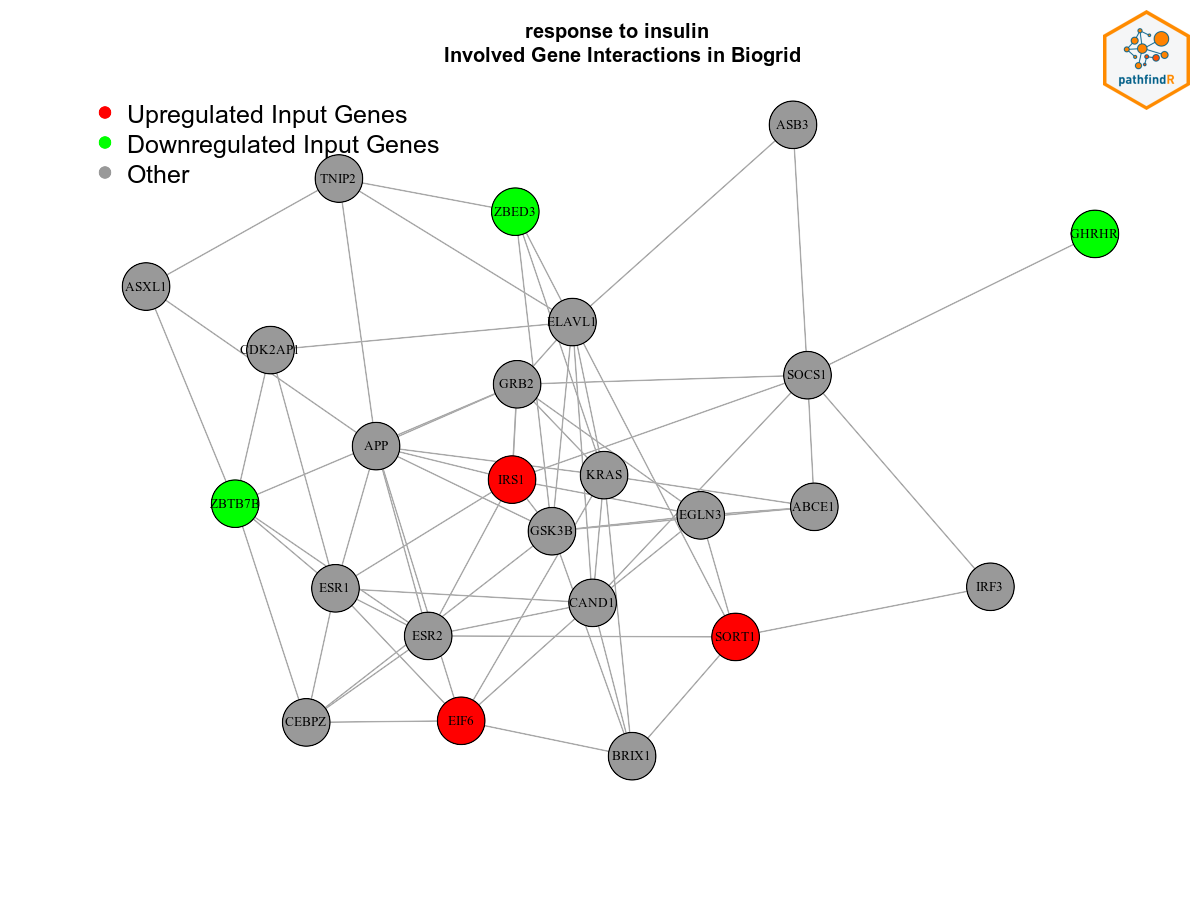 response to insulin
Involved Gene Interactions in Biogrid
pathfindR
Upregulated Input Genes
Downregulated Input Genes
Other
ASB3
TNIP2
ZBED3
GHRHR
ASXL1
ELAVL1
CDK2AP1
GRB2
SOCS1
APP
IRS1
KRAS
ZBTB7B
ABCE1
EGLN3
GSK3B
ESR1
IRF3
CAND1
ESR2
SORT1
CEBPZ
EIF6
BRIX1